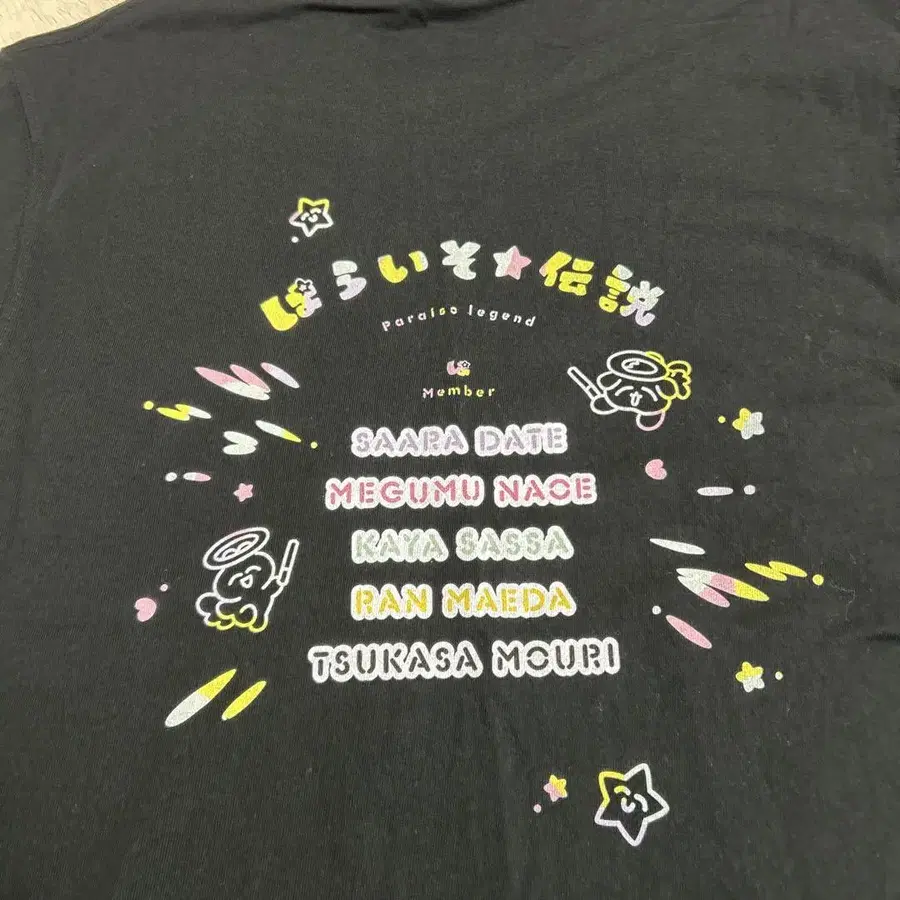 ぱらいそ★伝説
Paraiso legend
ぱ
Member
SAARA DATE
MEGUMU NAOE
KAYA SASSA
RAN MAEDA
TSUKASA MOURI